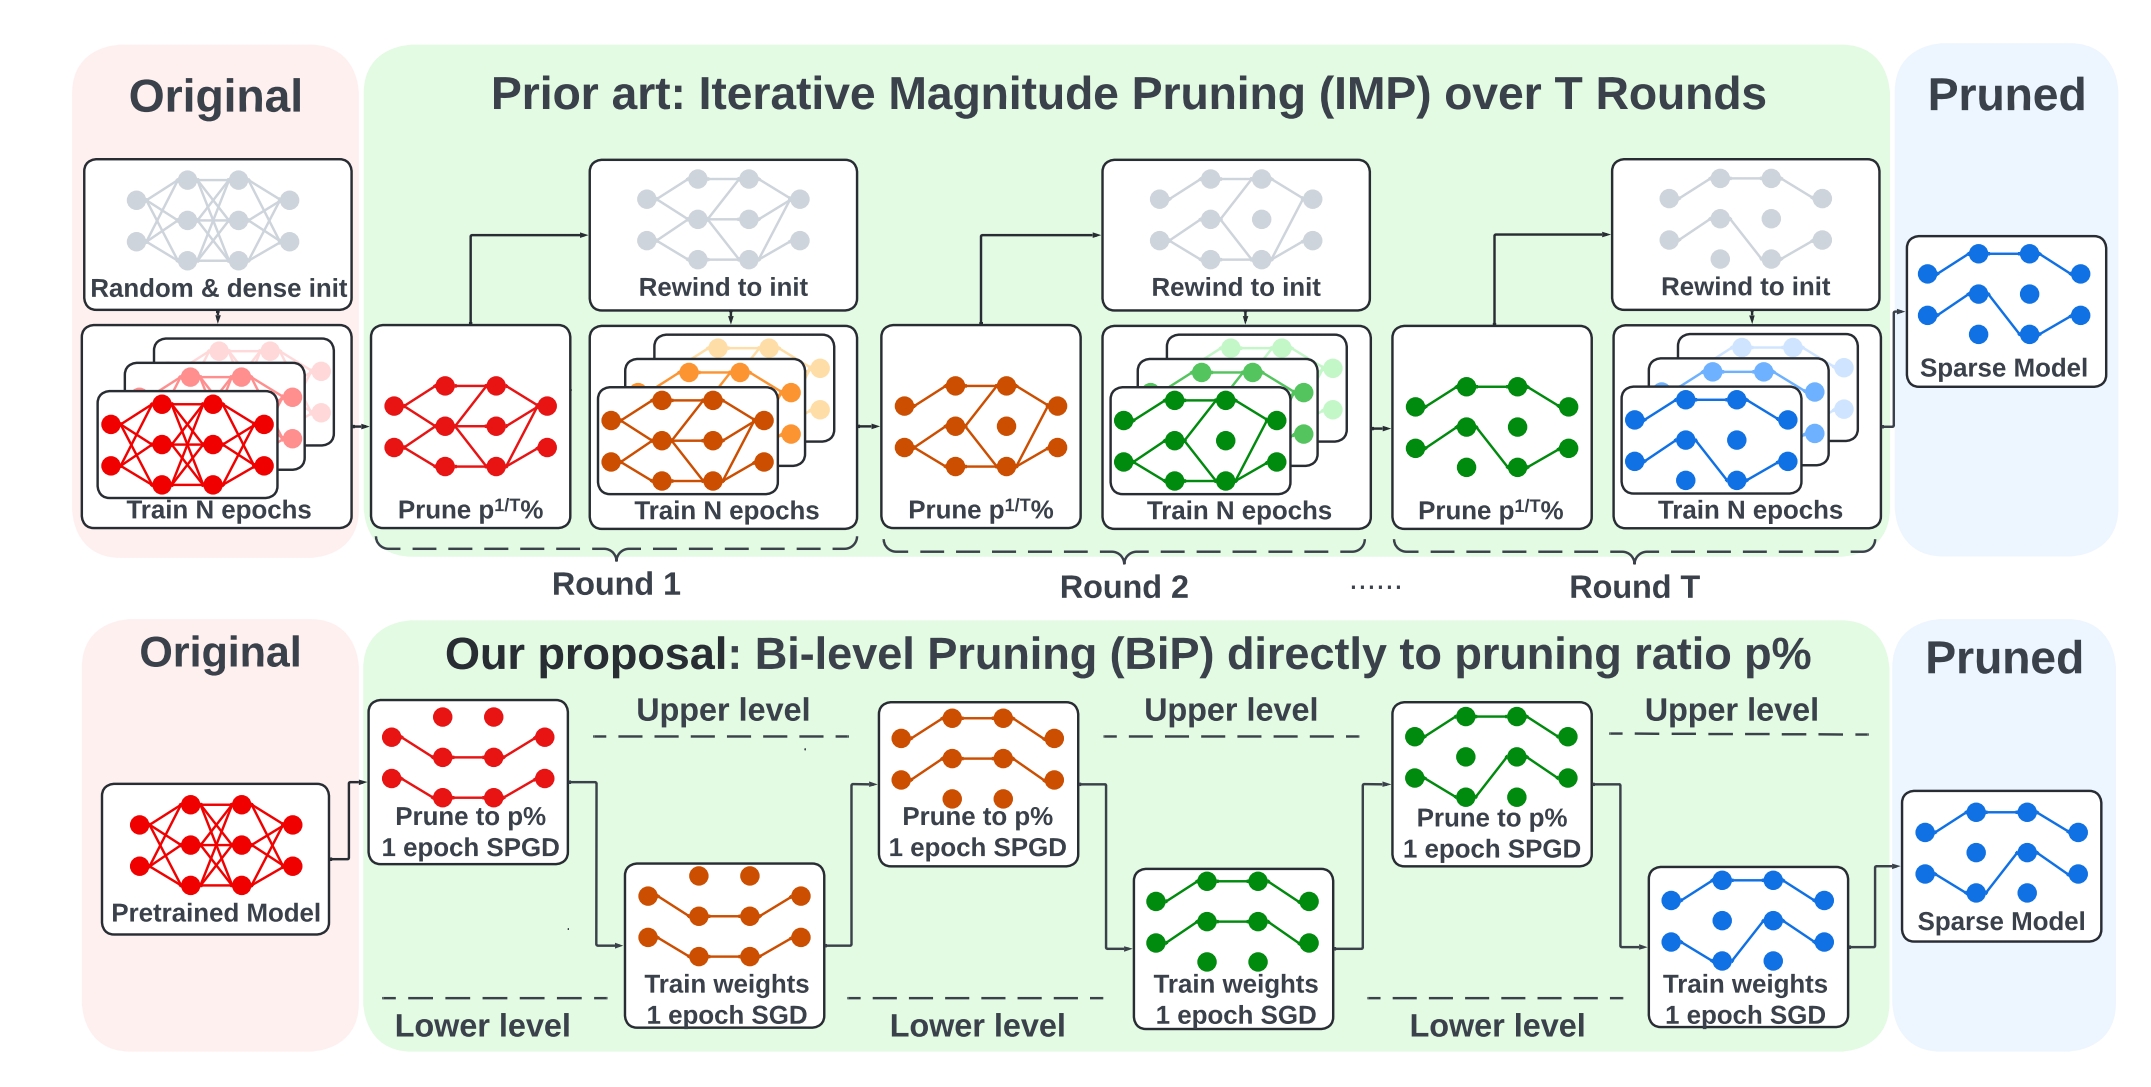 Original
Prior art: Iterative Magnitude Pruning (IMP) over T Rounds
Pruned
Random & dense init
Rewind to init
Rewind to init
Rewind to init
Sparse Model
Train N epochs
Prune p^1/T%
Train N epochs
Prune p^1/T%
Train N epochs
Prune p^1/T%
Train N epochs
Round 1
Round 2
......
Round T
Original
Our proposal: Bi-level Pruning (BiP) directly to pruning ratio p%
Pruned
Upper level
Upper level
Upper level
Prune to p%
1 epoch SPGD
Prune to p%
1 epoch SPGD
Prune to p%
1 epoch SPGD
Pretrained Model
Sparse Model
Train weights
1 epoch SGD
Train weights
1 epoch SGD
Train weights
1 epoch SGD
Lower level
Lower level
Lower level